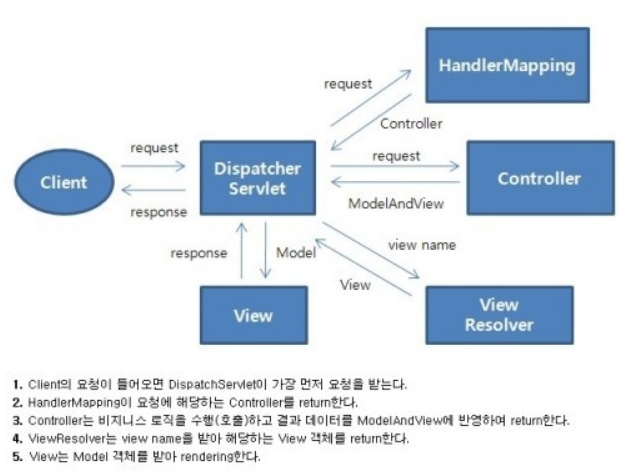 HandlerMapping
request
Controller
request
request
Client
Dispatcher
Servlet
Controller
response
ModelAndView
view name
response
Model
View
View
View
Resolver
1. Client의 요청이 들어오면 DispatchServlet이 가장 먼저 요청을 받는다.
2. HandlerMapping이 요청에 해당하는 Controller를 return한다.
3. Controller는 비지니스 로직을 수행(호출)하고 결과 데이터를 ModelAndView에 반영하여 return한다.
4. ViewResolver는 view name을 받아 해당하는 View 객체를 return한다.
5. View는 Model 객체를 받아 rendering한다.